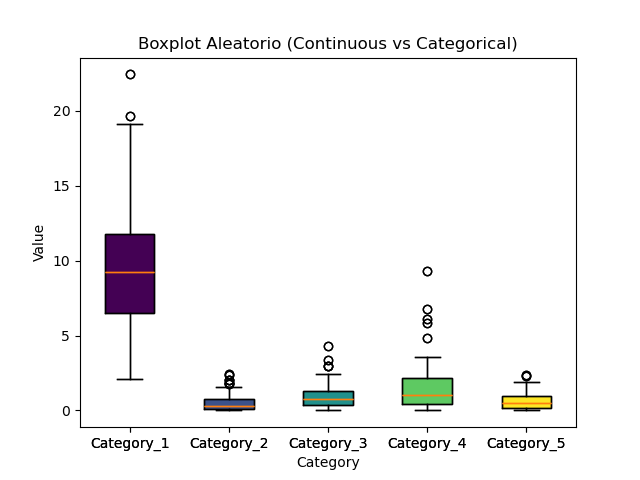 Boxplot Aleatorio (Continuous vs Categorical)
20
15
10
5
0
Value
Category_1 Category_2 Category_3 Category_4 Category_5
Category